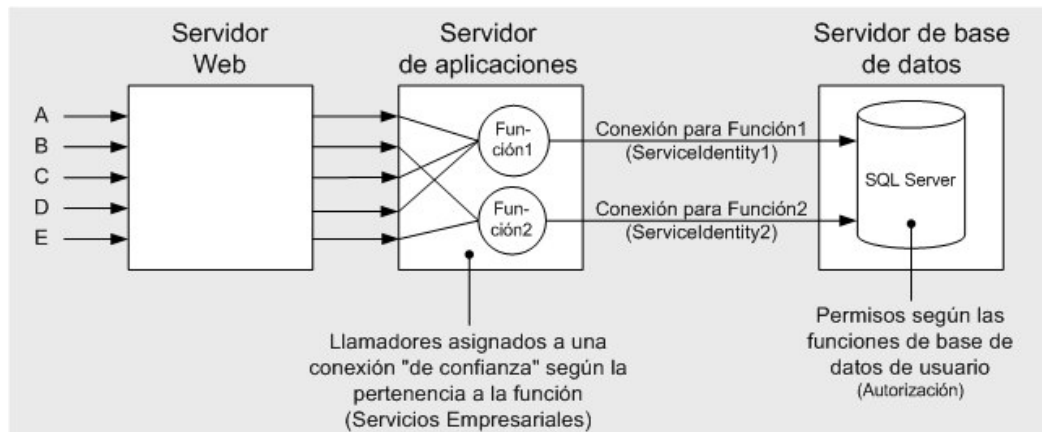 Servidor
Web
Servidor
de aplicaciones
Servidor de base
de datos
A
B
C
D
E
Fun-
ción1
Fun-
ción2
Conexión para Función1
(ServiceIdentity1)
Conexión para Función2
(ServiceIdentity2)
SQL Server
Llamadores asignados a una
conexión "de confianza" según la
pertenencia a la función
(Servicios Empresariales)
Permisos según las
funciones de base de
datos de usuario
(Autorización)